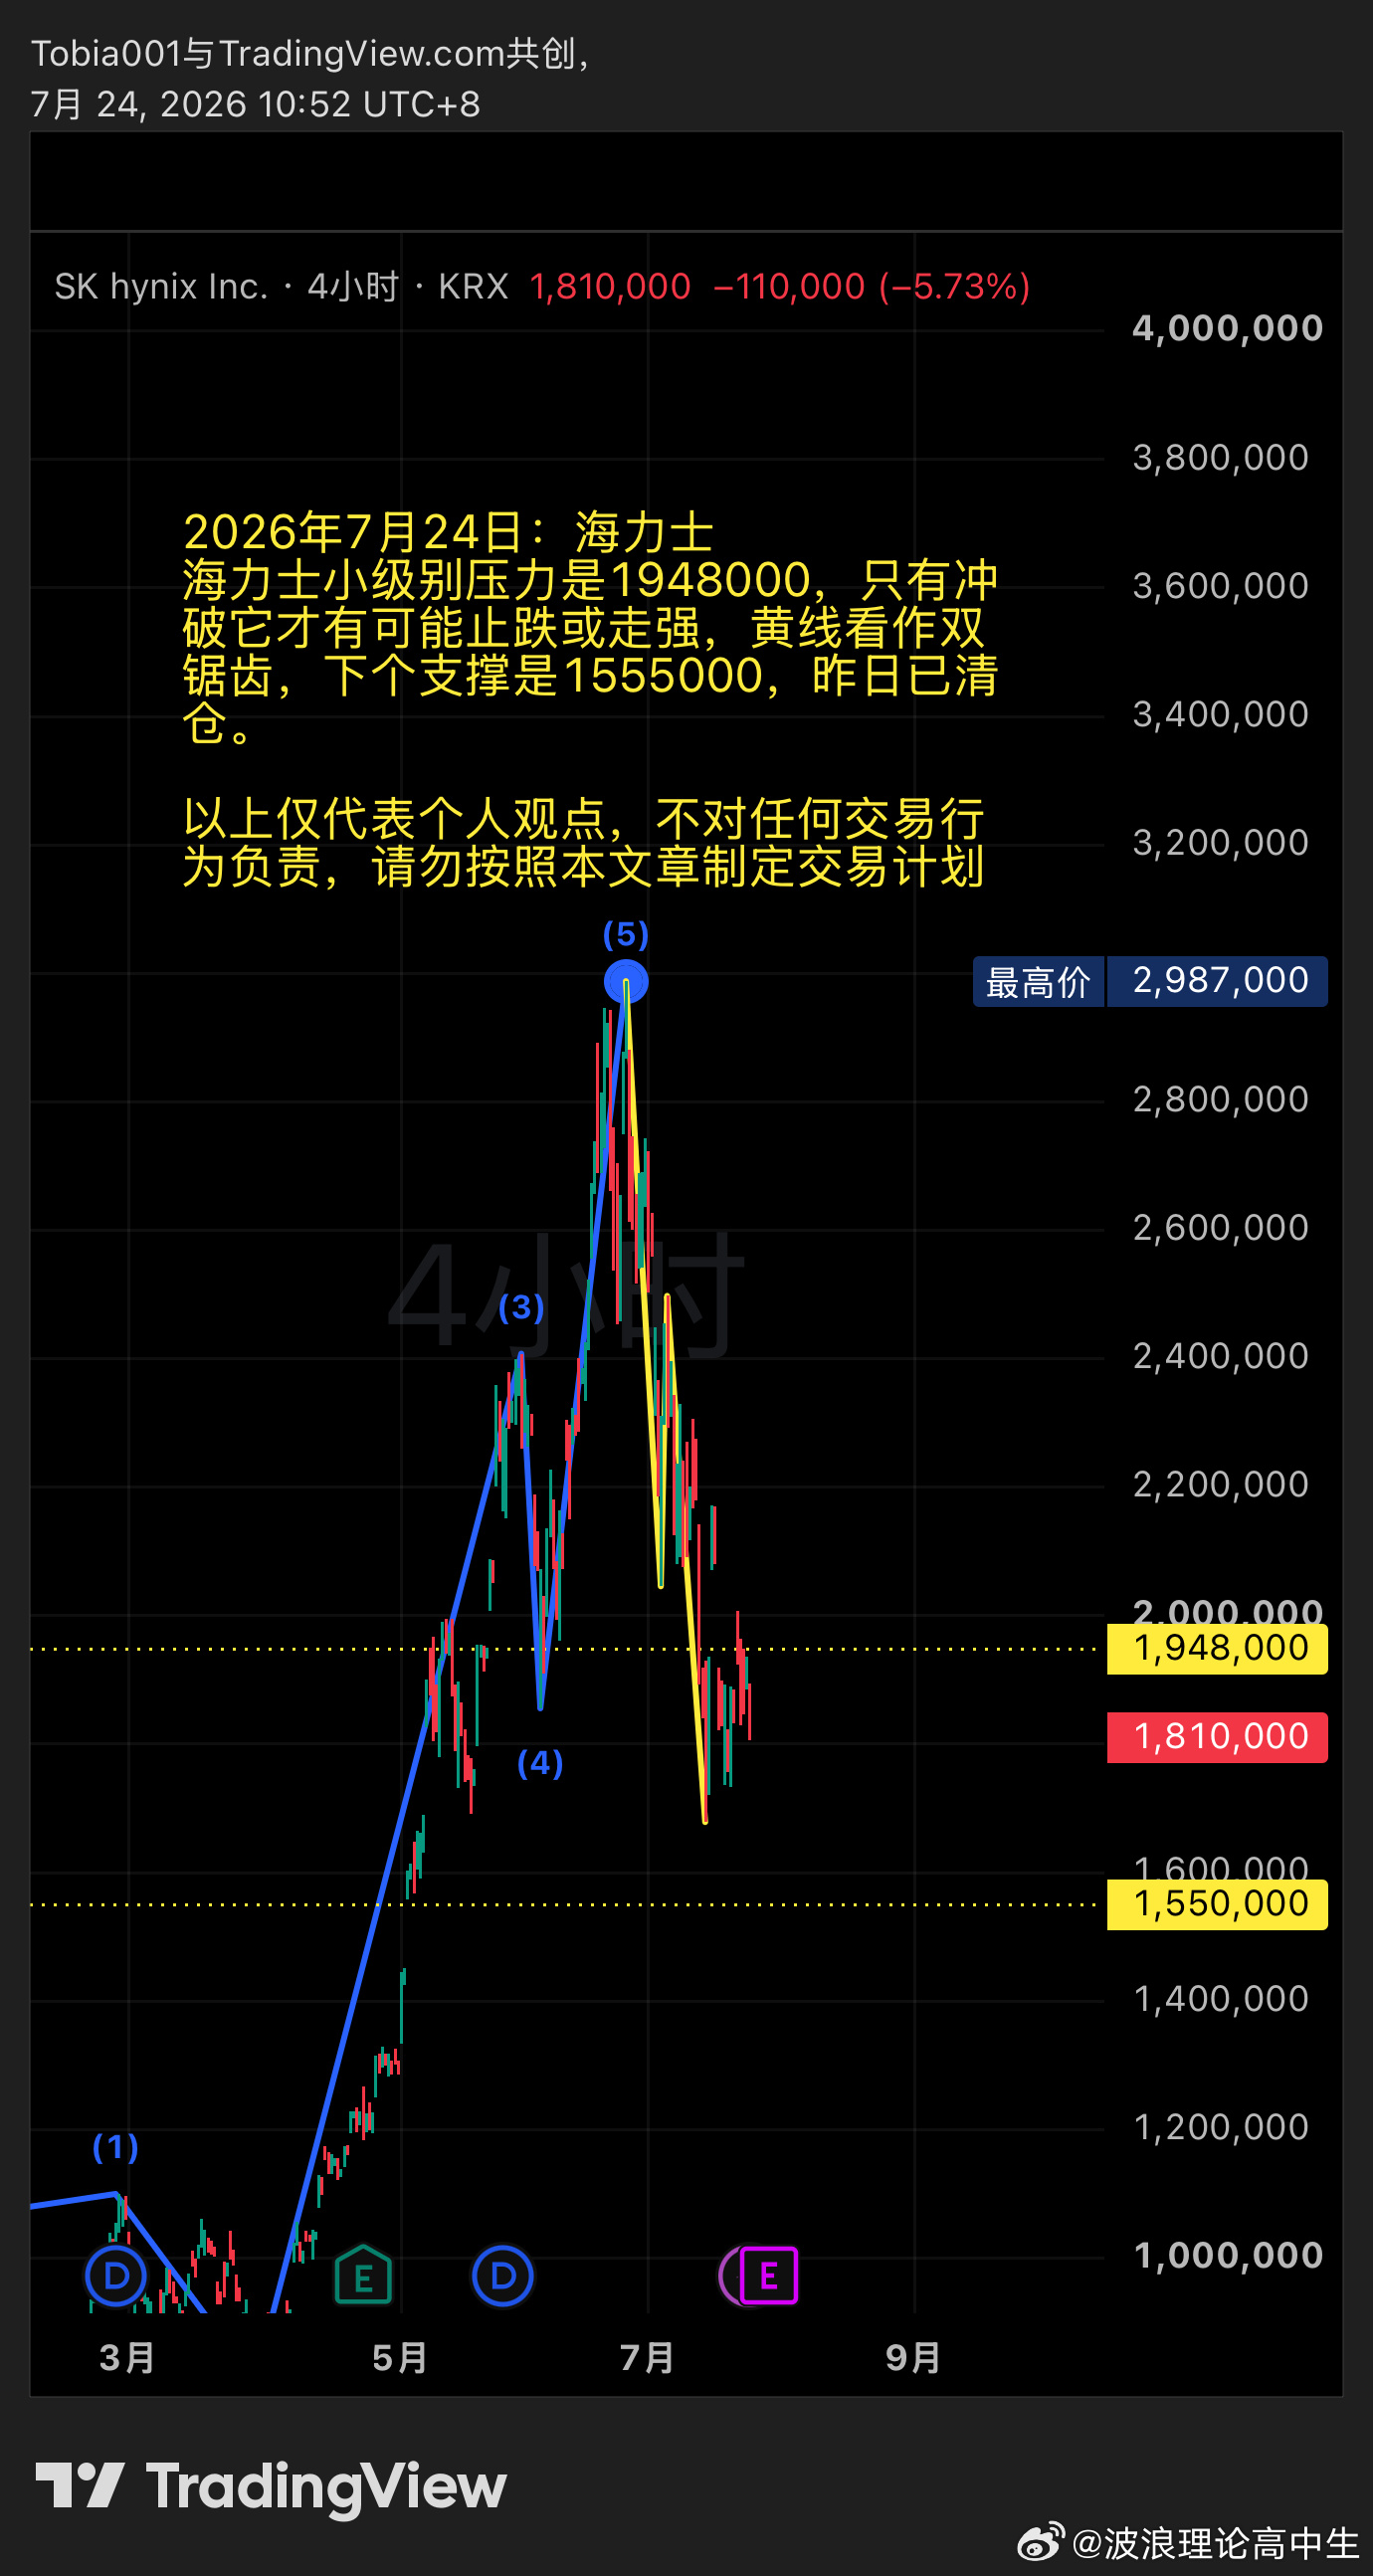 Tobia001与TradingView.com共创，
7月 24, 2026 10:52 UTC+8
SK hynix Inc. · 4小时 · KRX 1,810,000 −110,000 (−5.73%)
4,000,000
3,800,000
2026年7月24日：海力士
海力士小级别压力是1948000，只有冲
破它才有可能止跌或走强，黄线看作双
锯齿，下个支撑是1555000，昨日已清
仓。
以上仅代表个人观点，不对任何交易行
为负责，请勿按照本文章制定交易计划
3,600,000
3,400,000
3,200,000
(5)
最高价 2,987,000
2,800,000
2,600,000
4小时
(3)
2,400,000
2,200,000
2,000,000
1,948,000
(4)
1,810,000
1,600,000
1,550,000
1,400,000
1,200,000
(1)
1,000,000
D E D E
3月 5月 7月 9月
TradingView
@波浪理论高中生